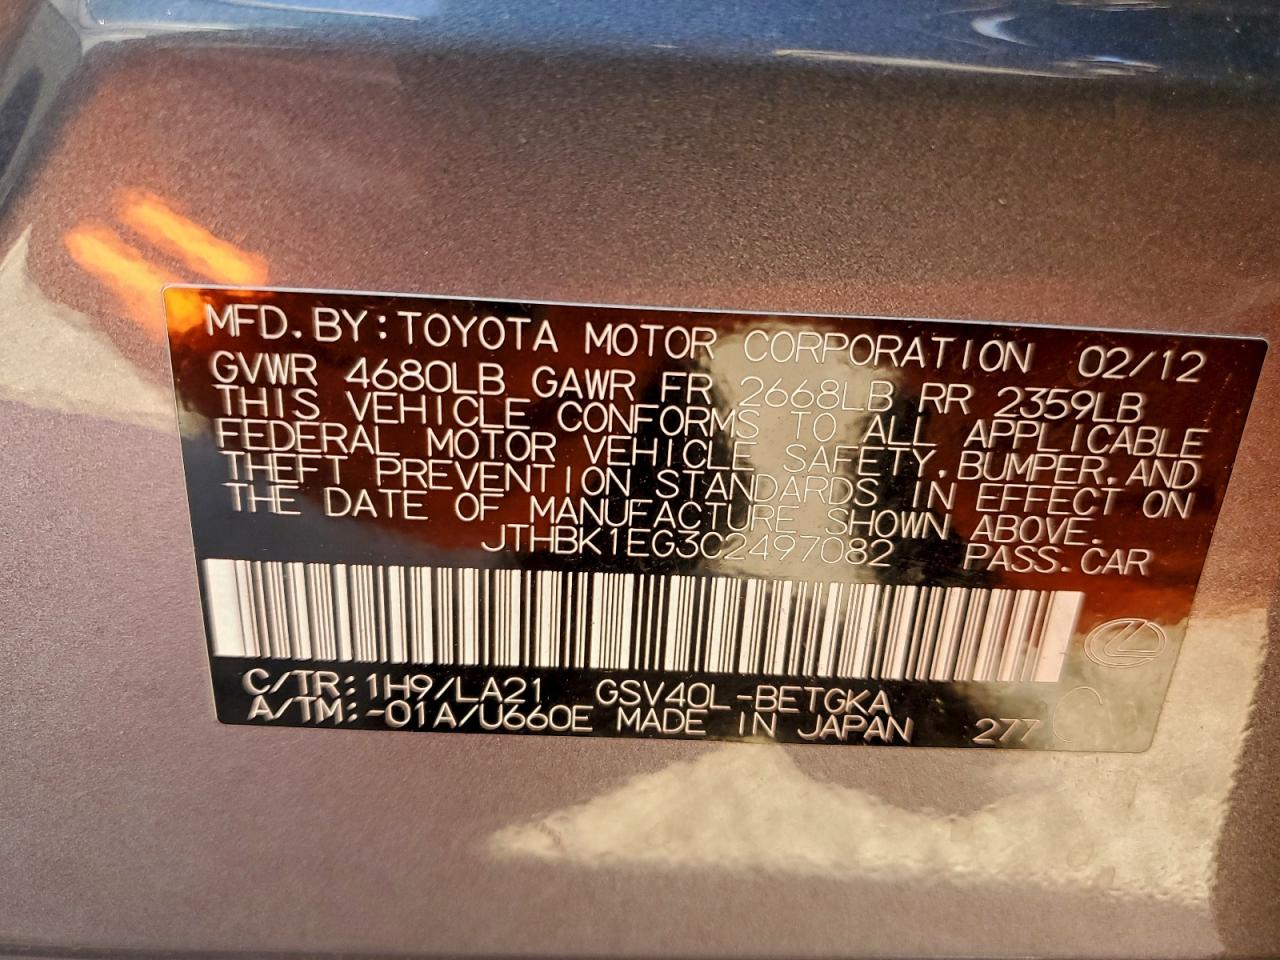 MFD. BY: TOYOTA MOTOR CORPORATION 02/12
GVWR 4680LB GAWR FR 2668LB RR 2359LB
THIS VEHICLE CONFORMS TO ALL APPLICABLE
FEDERAL MOTOR VEHICLE SAFETY, BUMPER, AND
THEFT PREVENTION STANDARDS IN EFFECT ON
THE DATE OF MANUFACTURE SHOWN ABOVE.
JTHBK1EG3C2497082 PASS. CAR
C/TR: 1H9/LA21 GSV40L-BETGKA
A/TM: -01A/U660E MADE IN JAPAN 277 C